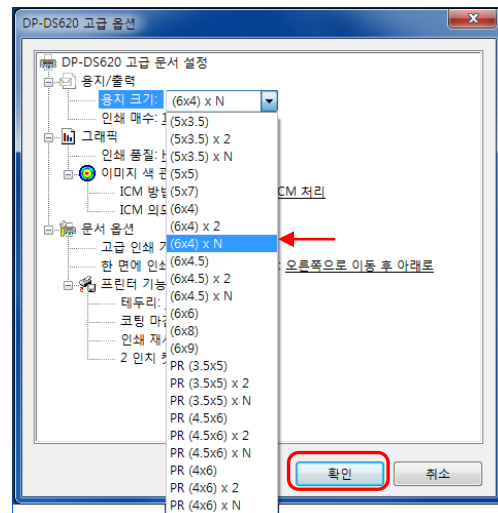 DP-DS620 고급 옵션
DP-DS620 고급 문서 설정
용지/출력
용지 크기: (6x4) x N
인쇄 매수:
그래픽
인쇄 품질:
이미지 색
ICM 방법 ICM 처리
ICM
문서 옵션
고급 인쇄
한 면에 인쇄 오른쪽으로 이동 후 아래로
프린터 기능
테두리:
코팅
인쇄
2 인치
(5x3.5)
(5x3.5) x 2
(5x3.5) x N
(5x5)
(5x7)
(6x4)
(6x4) x 2
(6x4) x N
(6x4.5)
(6x4.5) x 2
(6x4.5) x N
(6x6)
(6x8)
(6x9)
PR (3.5x5)
PR (3.5x5) x 2
PR (3.5x5) x N
PR (4.5x6)
PR (4.5x6) x 2
PR (4.5x6) x N
PR (4x6)
PR (4x6) x 2
PR (4x6) x N
확인 취소